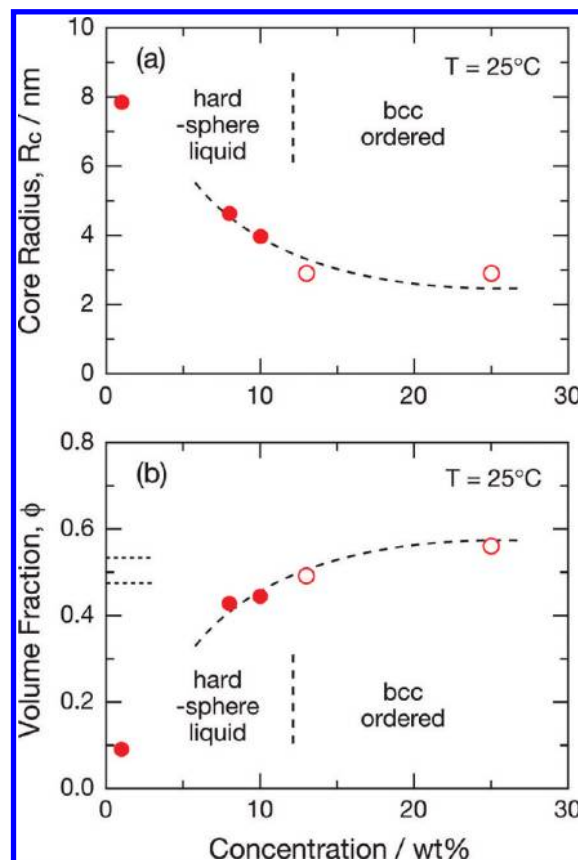 10
(a)
T = 25°C
8
hard
-sphere
liquid
bcc
ordered
6
4
2
0
Core Radius, Rc / nm
0
10
20
30
0.8
(b)
T = 25°C
0.6
0.4
0.2
0.0
Volume Fraction, ϕ
hard
-sphere
liquid
bcc
ordered
0
10
20
30
Concentration / wt%